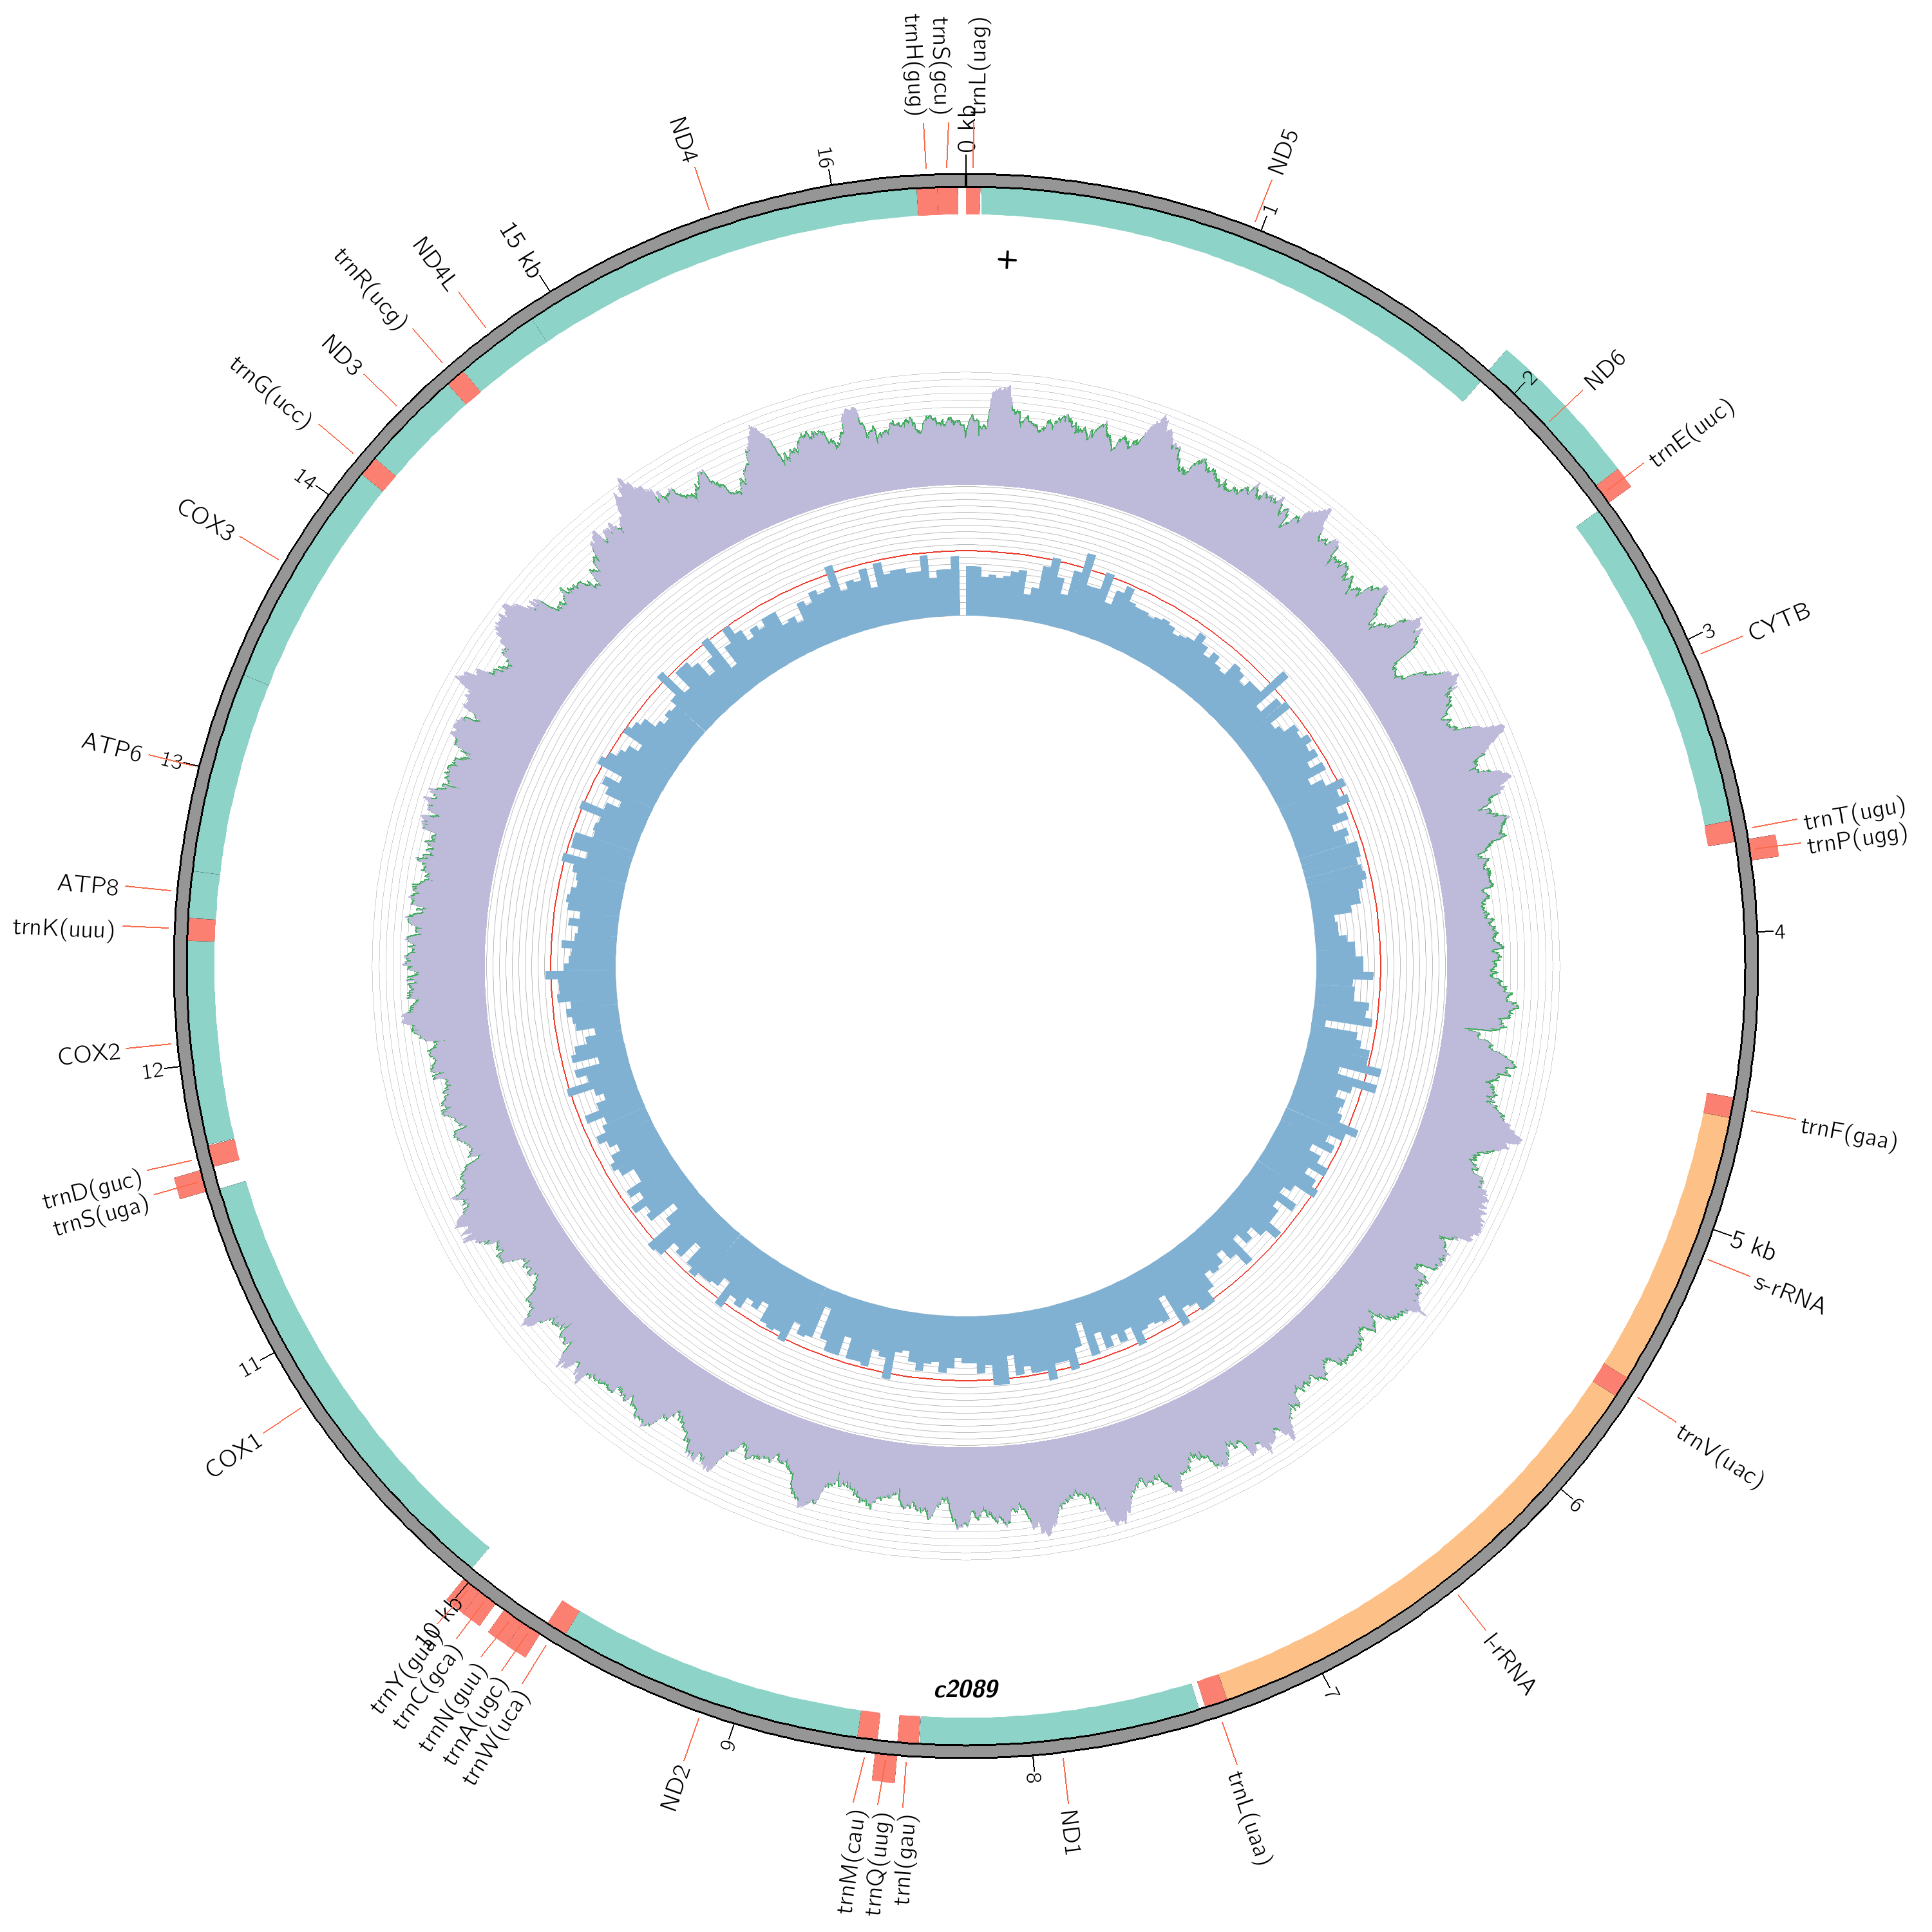 trnH(gug)
trnS(gcu)
0 kb
trnL(uag)
ND5
1
+
2
ND6
trnE(uuc)
3
CYTB
trnT(ugu)
trnP(ugg)
4
trnF(gaa)
5 kb
s-rRNA
trnV(uac)
6
l-rRNA
7
trnL(uaa)
ND1
8
c2089
trnI(gau)
trnQ(uug)
trnM(cau)
9
ND2
trnW(uca)
trnA(ugc)
trnN(guu)
trnC(gca)
trnY(gua)
10 kb
COX1
11
trnS(uga)
trnD(guc)
12
COX2
trnK(uuu)
ATP8
ATP6
13
COX3
14
trnG(ucc)
ND3
trnR(ucg)
ND4L
15 kb
ND4
16